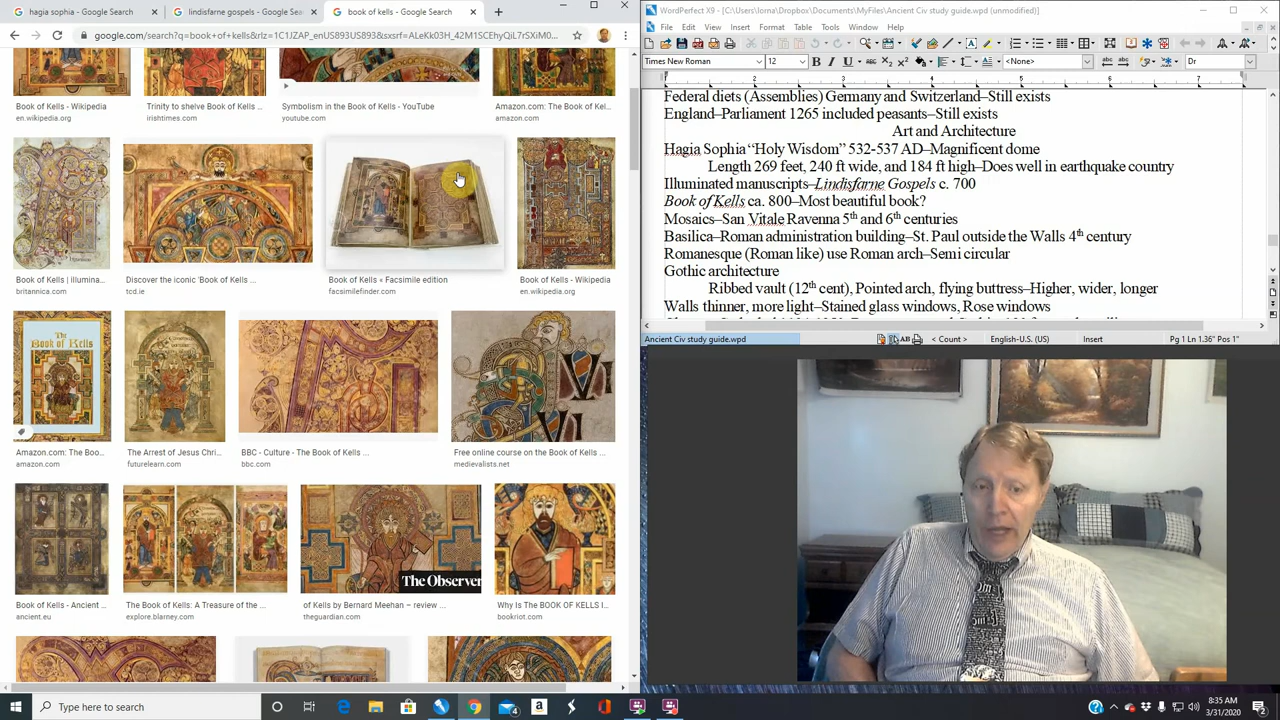 hagia sophia - Google Search
lindisfarne gospels - Google Sea
book of kells - Google Search
WordPerfect X9 - [C:\Users\lorna\Dropbox\Documents\MyFiles\Ancient Civ study guide.wpd (unmodified)]
File Edit View Insert Format Table Tools Window Help
Times New Roman 12 <None> Dr
Book of Kells - Wikipedia
en.wikipedia.org
Trinity to shelve Book of Kells ...
irishtimes.com
Symbolism in the Book of Kells - YouTube
youtube.com
Amazon.com: The Book of Kel...
amazon.com
Book of Kells | illumina...
britannica.com
Discover the iconic 'Book of Kells ...
tcd.ie
Book of Kells « Facsimile edition
facsimilefinder.com
Book of Kells - Wikipedia
en.wikipedia.org
The
Book of Kells
Amazon.com: The Boo...
amazon.com
The Arrest of Jesus Chri...
futurelearn.com
BBC - Culture - The Book of Kells ...
bbc.com
Free online course on the Book of Kells ...
medievalists.net
Book of Kells - Ancient ...
ancient.eu
The Book of Kells: A Treasure of the ...
explore.blarney.com
The Observer
of Kells by Bernard Meehan – review ...
theguardian.com
Why Is The BOOK OF KELLS I...
bookriot.com
Federal diets (Assemblies) Germany and Switzerland–Still exists
England–Parliament 1265 included peasants–Still exists
Art and Architecture
Hagia Sophia “Holy Wisdom” 532-537 AD–Magnificent dome
Length 269 feet, 240 ft wide, and 184 ft high–Does well in earthquake country
Illuminated manuscripts–Lindisfarne Gospels c. 700
Book of Kells ca. 800–Most beautiful book?
Mosaics–San Vitale Ravenna 5th and 6th centuries
Basilica–Roman administration building–St. Paul outside the Walls 4th century
Romanesque (Roman like) use Roman arch–Semi circular
Gothic architecture
Ribbed vault (12th cent), Pointed arch, flying buttress–Higher, wider, longer
Walls thinner, more light–Stained glass windows, Rose windows
Ancient Civ study guide.wpd AB < Count > English-U.S. (US) Insert Pg 1 Ln 1.36" Pos 1"
Type here to search
8:35 AM
3/31/2020